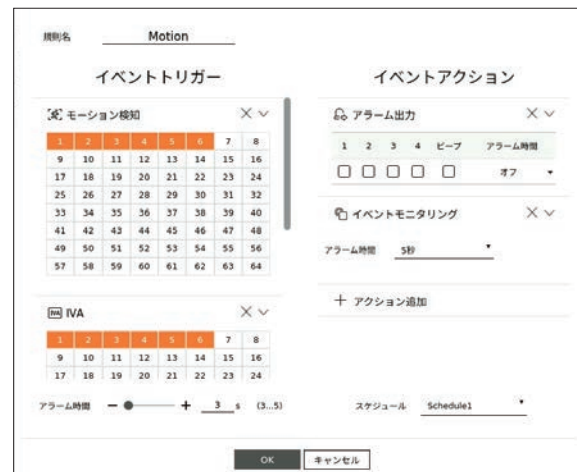 規則名 Motion
イベントトリガー
モーション検知
1 2 3 4 5 6 7 8
9 10 11 12 13 14 15 16
17 18 19 20 21 22 23 24
25 26 27 28 29 30 31 32
33 34 35 36 37 38 39 40
41 42 43 44 45 46 47 48
49 50 51 52 53 54 55 56
57 58 59 60 61 62 63 64
IVA IVA
1 2 3 4 5 6 7 8
9 10 11 12 13 14 15 16
17 18 19 20 21 22 23 24
アラーム時間 − + 3 s (3...5)
イベントアクション
アラーム出力
1 2 3 4 ビープ アラーム時間
オフ
イベントモニタリング
アラーム時間 5秒
+ アクション追加
スケジュール Schedule1
OK キャンセル